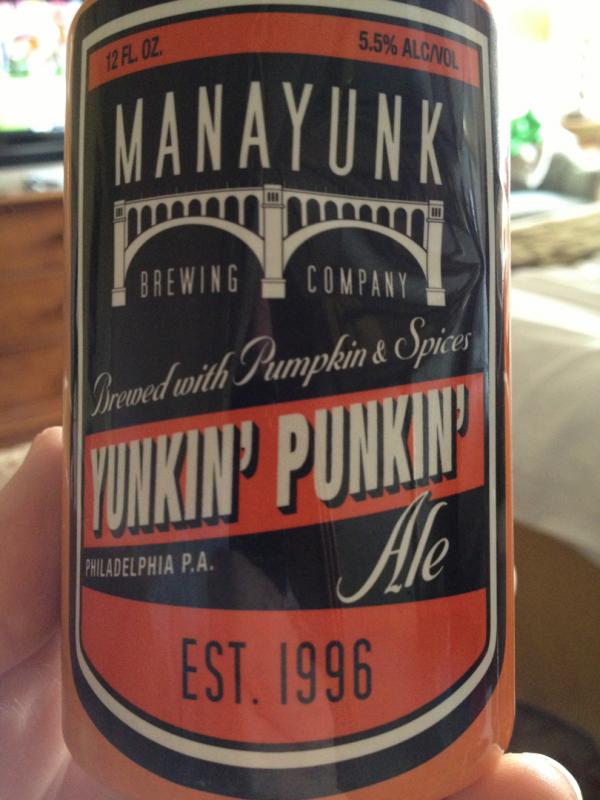 12 FL. OZ. 5.5% ALC/VOL
MANAYUNK
BREWING COMPANY
Brewed with Pumpkin & Spices
YUNKIN' PUNKIN'
Ale
PHILADELPHIA P.A.
EST. 1996